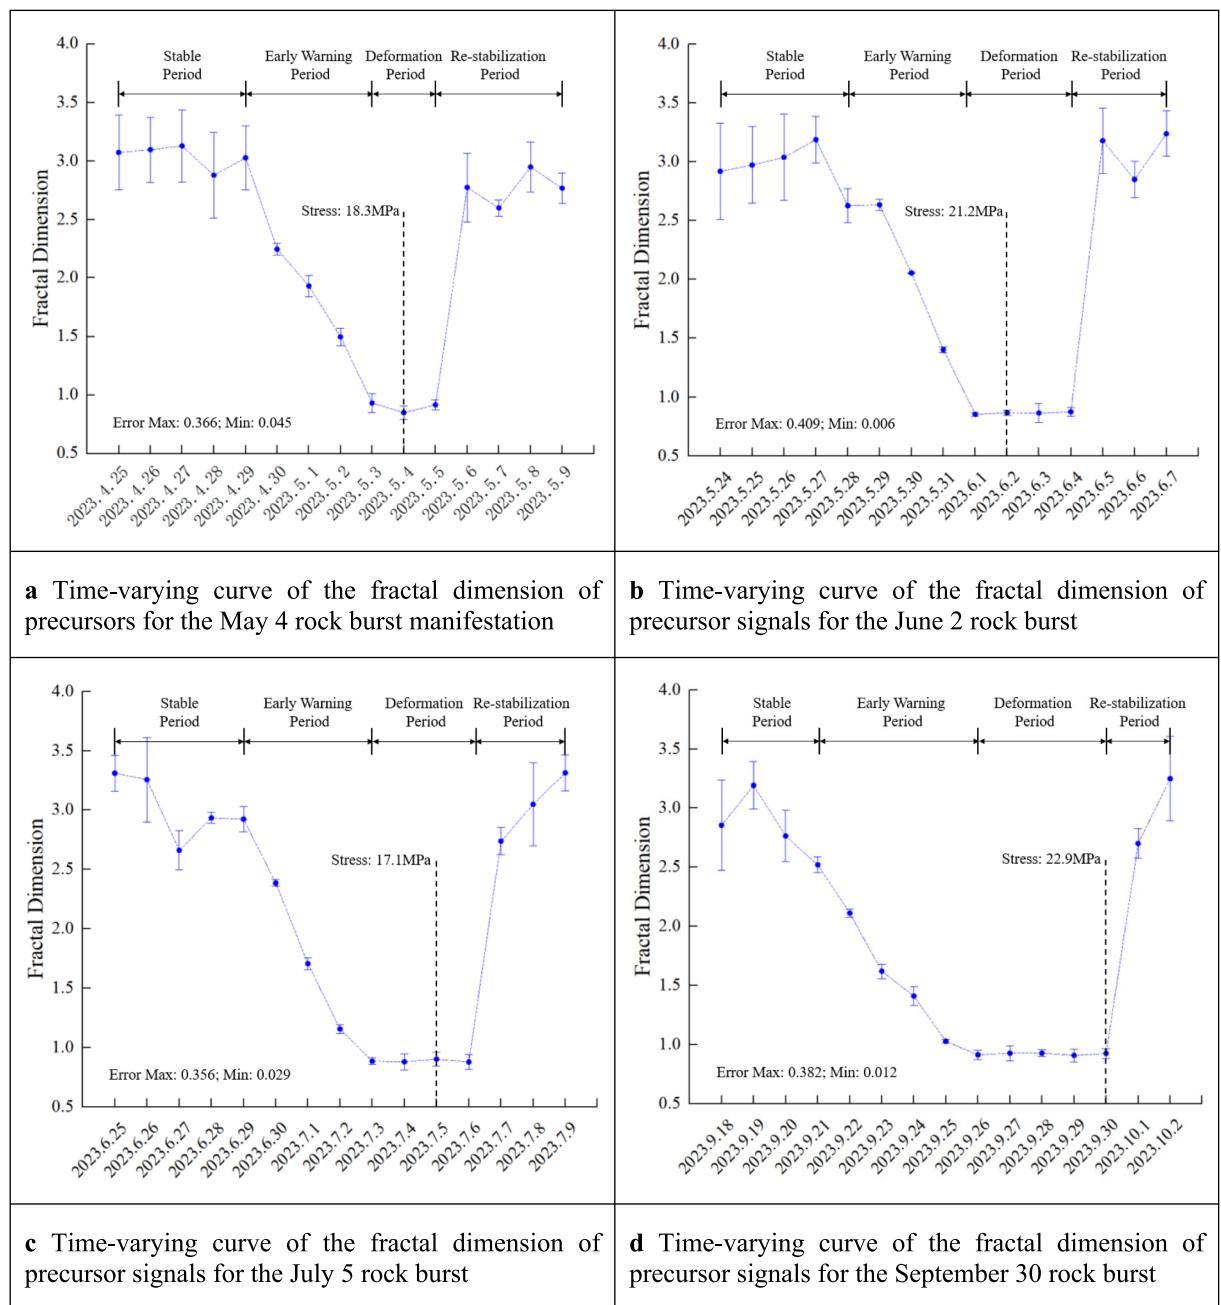 4.0
3.5
3.0
2.5
2.0
1.5
1.0
0.5
Fractal Dimension
Stable
Period
Early Warning
Period
Deformation
Period
Re-stabilization
Period
Stress: 18.3MPa
Error Max: 0.366; Min: 0.045
2023.4.25
2023.4.26
2023.4.27
2023.4.28
2023.4.29
2023.4.30
2023.5.1
2023.5.2
2023.5.3
2023.5.4
2023.5.5
2023.5.6
2023.5.7
2023.5.8
2023.5.9
4.0
3.5
3.0
2.5
2.0
1.5
1.0
0.5
Fractal Dimension
Stable
Period
Early Warning
Period
Deformation
Period
Re-stabilization
Period
Stress: 21.2MPa
Error Max: 0.409; Min: 0.006
2023.5.24
2023.5.25
2023.5.26
2023.5.27
2023.5.28
2023.5.29
2023.5.30
2023.5.31
2023.6.1
2023.6.2
2023.6.3
2023.6.4
2023.6.5
2023.6.6
2023.6.7
a Time-varying curve of the fractal dimension of
precursors for the May 4 rock burst manifestation
b Time-varying curve of the fractal dimension of
precursor signals for the June 2 rock burst
4.0
3.5
3.0
2.5
2.0
1.5
1.0
0.5
Fractal Dimension
Stable
Period
Early Warning
Period
Deformation
Period
Re-stabilization
Period
Stress: 17.1MPa
Error Max: 0.356; Min: 0.029
2023.6.25
2023.6.26
2023.6.27
2023.6.28
2023.6.29
2023.6.30
2023.7.1
2023.7.2
2023.7.3
2023.7.4
2023.7.5
2023.7.6
2023.7.7
2023.7.8
2023.7.9
4.0
3.5
3.0
2.5
2.0
1.5
1.0
0.5
Fractal Dimension
Stable
Period
Early Warning
Period
Deformation
Period
Re-stabilization
Period
Stress: 22.9MPa
Error Max: 0.382; Min: 0.012
2023.9.18
2023.9.19
2023.9.20
2023.9.21
2023.9.22
2023.9.23
2023.9.24
2023.9.25
2023.9.26
2023.9.27
2023.9.28
2023.9.29
2023.9.30
2023.10.1
2023.10.2
c Time-varying curve of the fractal dimension of
precursor signals for the July 5 rock burst
d Time-varying curve of the fractal dimension of
precursor signals for the September 30 rock burst